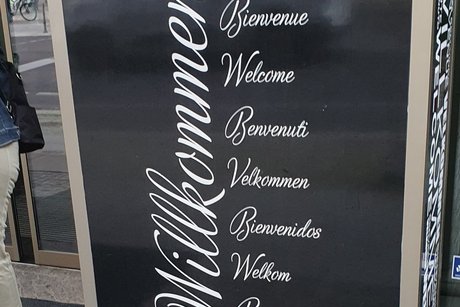 Willkommen
Bienvenue
Welcome
Benvenuti
Velkommen
Bienvenidos
Welkom